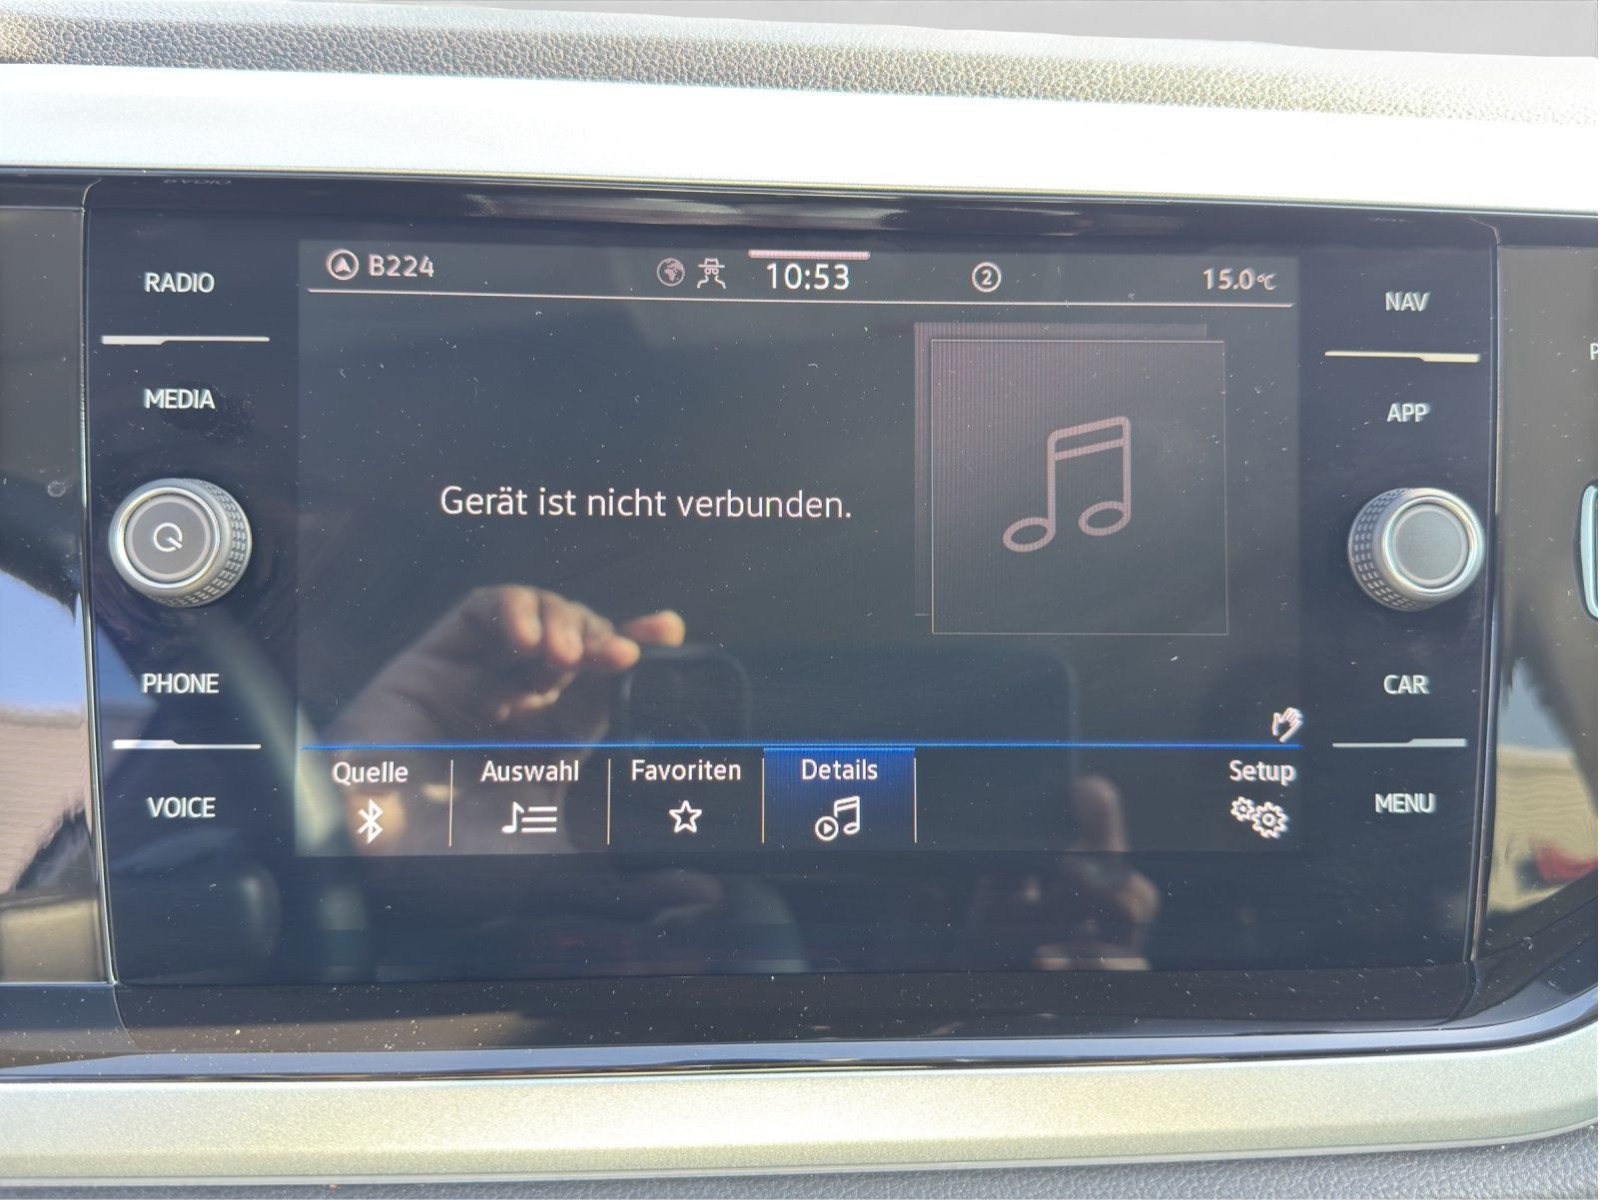 RADIO
MEDIA
PHONE
VOICE
B224
10:53
2
15.0°C
Gerät ist nicht verbunden.
Quelle
Auswahl
Favoriten
Details
Setup
NAV
APP
CAR
MENU